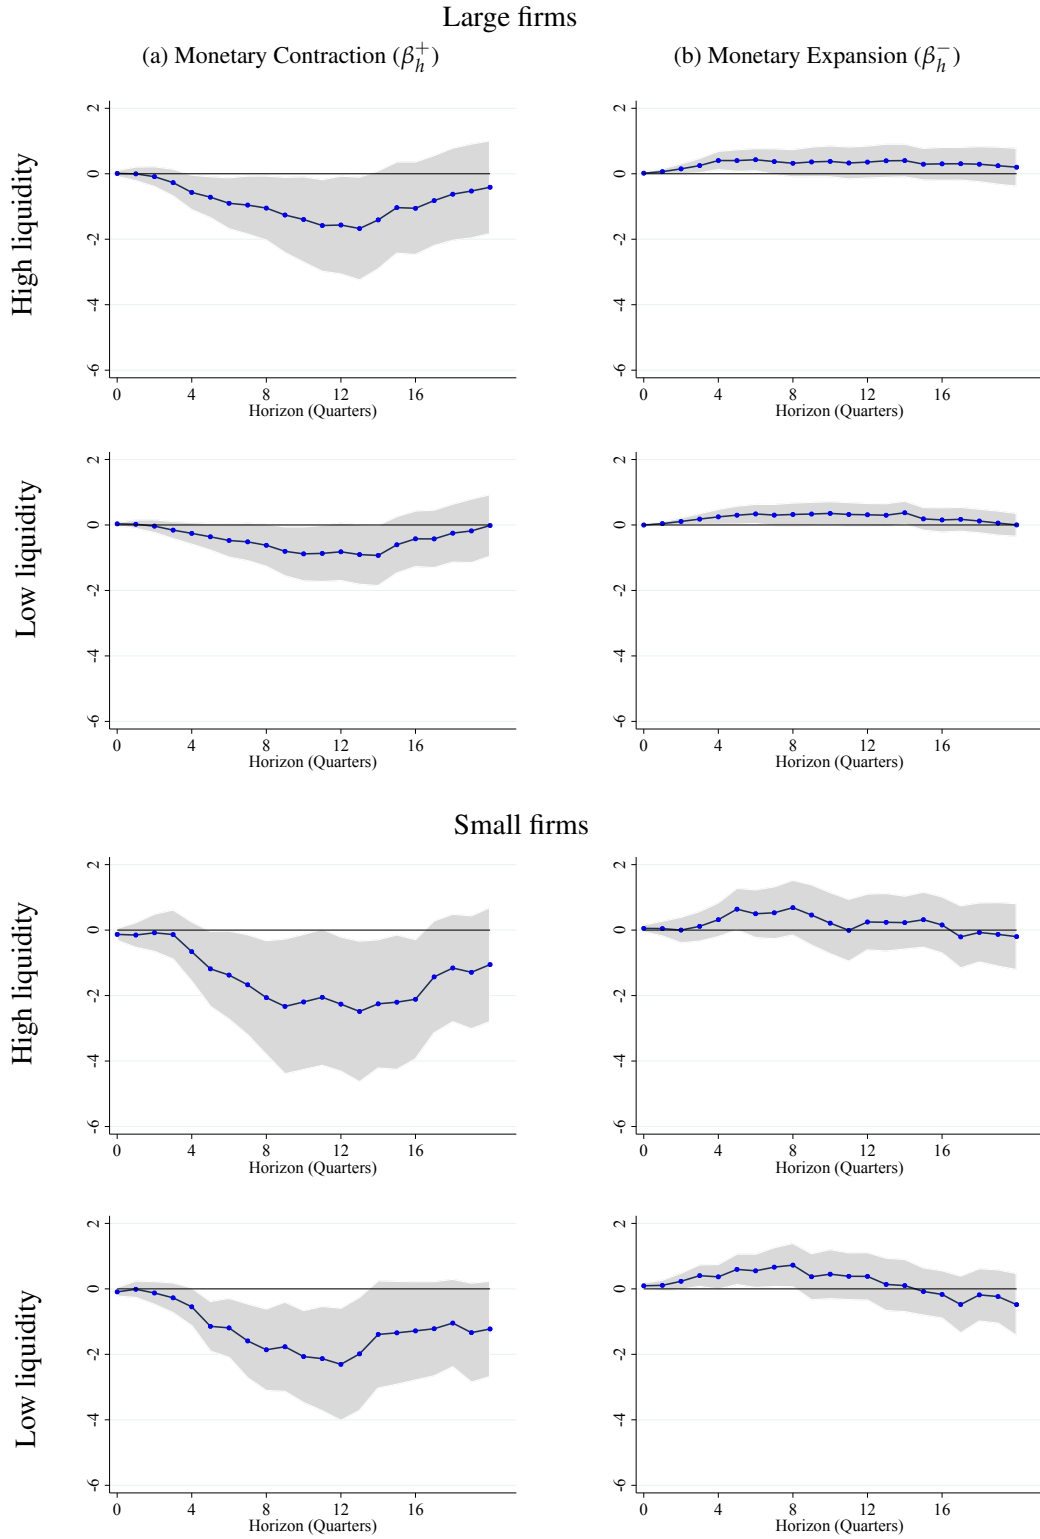 Large firms
(a) Monetary Contraction (β_h^+)
(b) Monetary Expansion (β_h^−)
High liquidity
2
0
-2
-4
-6
0 4 8 12 16
Horizon (Quarters)
2
0
-2
-4
-6
0 4 8 12 16
Horizon (Quarters)
Low liquidity
2
0
-2
-4
-6
0 4 8 12 16
Horizon (Quarters)
2
0
-2
-4
-6
0 4 8 12 16
Horizon (Quarters)
Small firms
High liquidity
2
0
-2
-4
-6
0 4 8 12 16
Horizon (Quarters)
2
0
-2
-4
-6
0 4 8 12 16
Horizon (Quarters)
Low liquidity
2
0
-2
-4
-6
0 4 8 12 16
Horizon (Quarters)
2
0
-2
-4
-6
0 4 8 12 16
Horizon (Quarters)